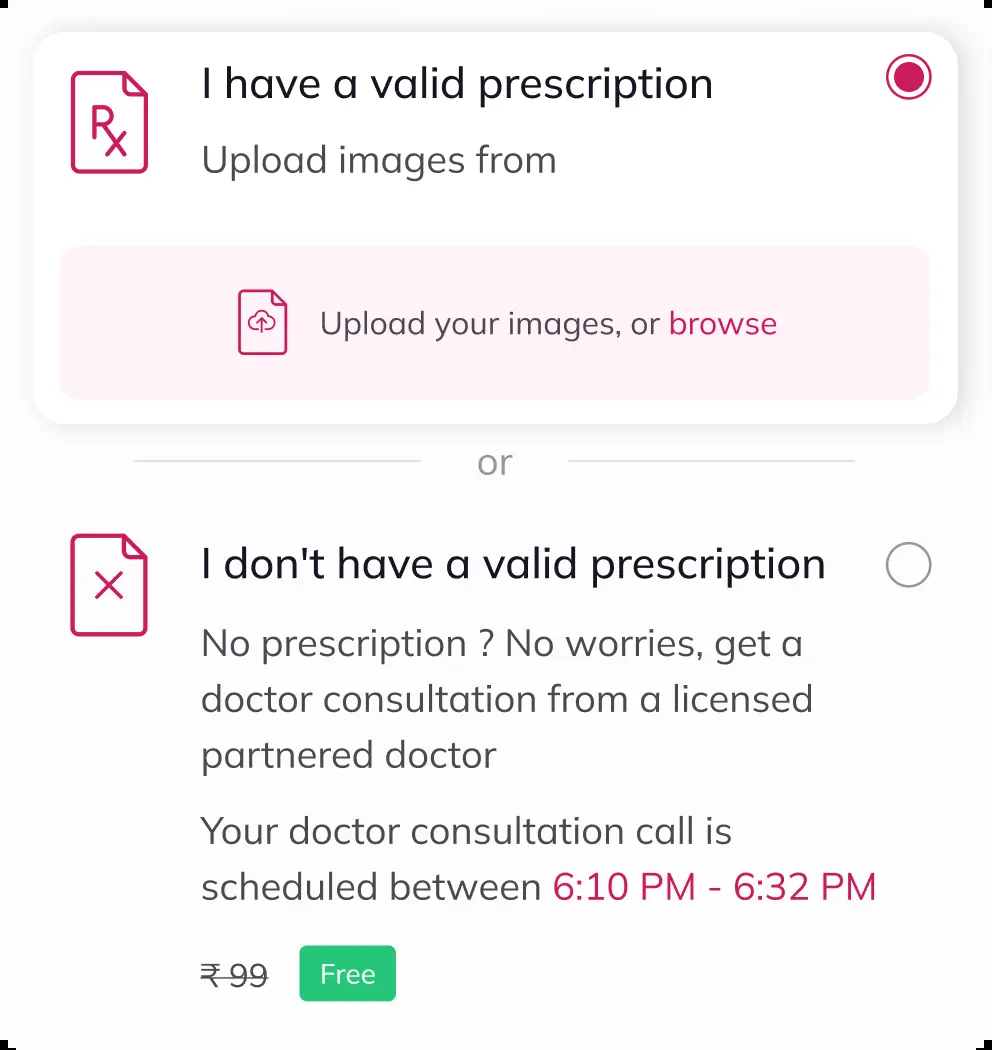 I have a valid prescription
Rx
Upload images from
Upload your images, or browse
or
I don't have a valid prescription
No prescription ? No worries, get a
doctor consultation from a licensed
partnered doctor
Your doctor consultation call is
scheduled between 6:10 PM - 6:32 PM
₹ 99 Free